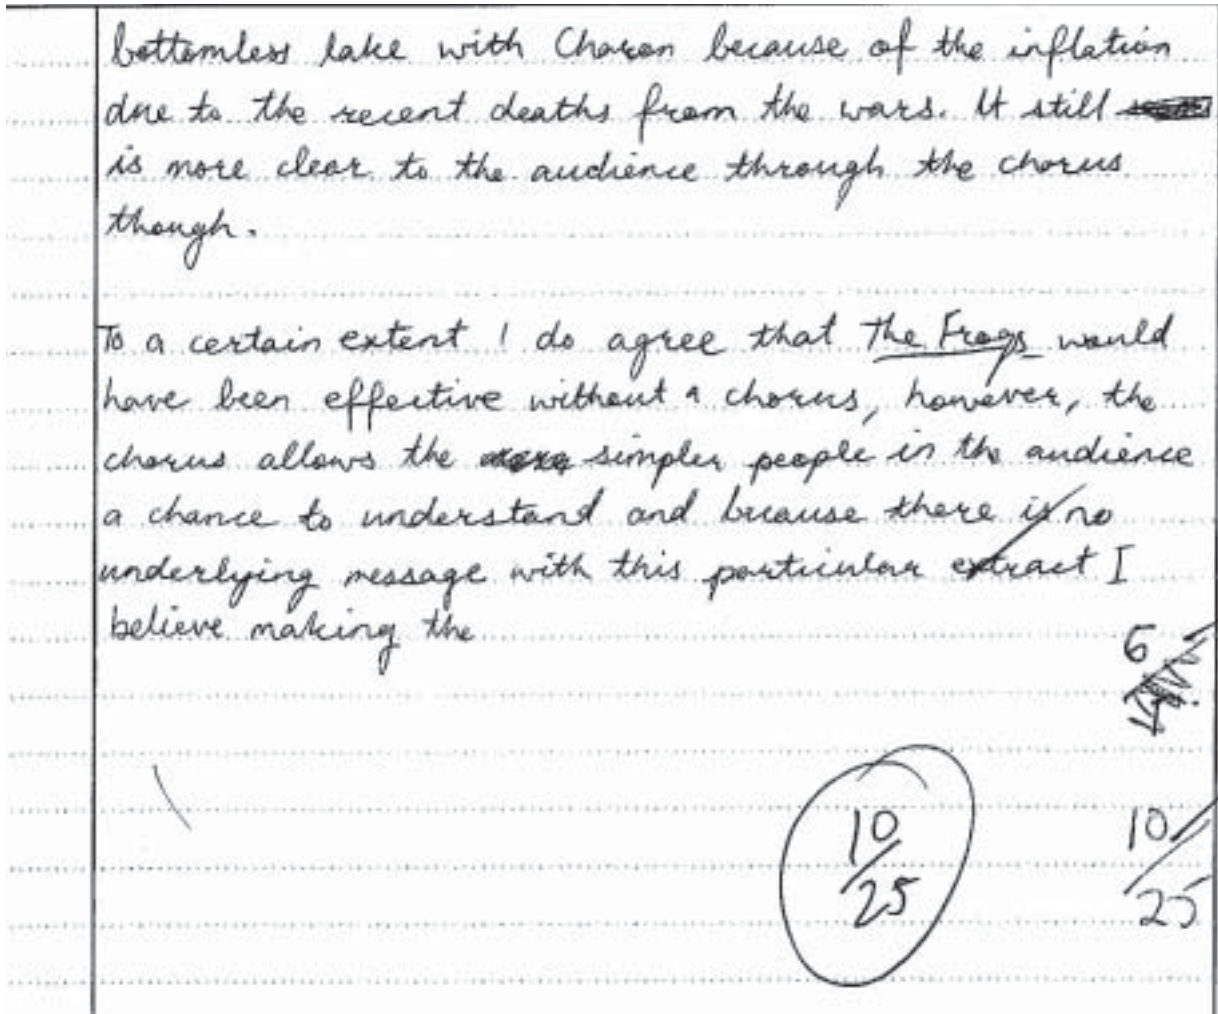 bottomless lake with Charon because of the inflation
due to the recent deaths from the wars. It still
is more clear to the audience through the chorus
though.
To a certain extent I do agree that The Frogs would
have been effective without a chorus, however, the
chorus allows the simpler people in the audience
a chance to understand and because there is no
underlying message with this particular extract I
believe making the
6
10
25
10
25